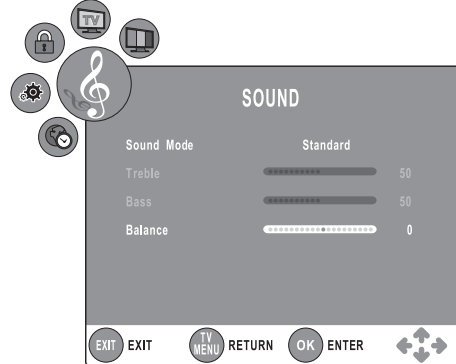 TV
SOUND
Sound Mode Standard
Treble 50
Bass 50
Balance 0
EXIT EXIT TV MENU RETURN OK ENTER